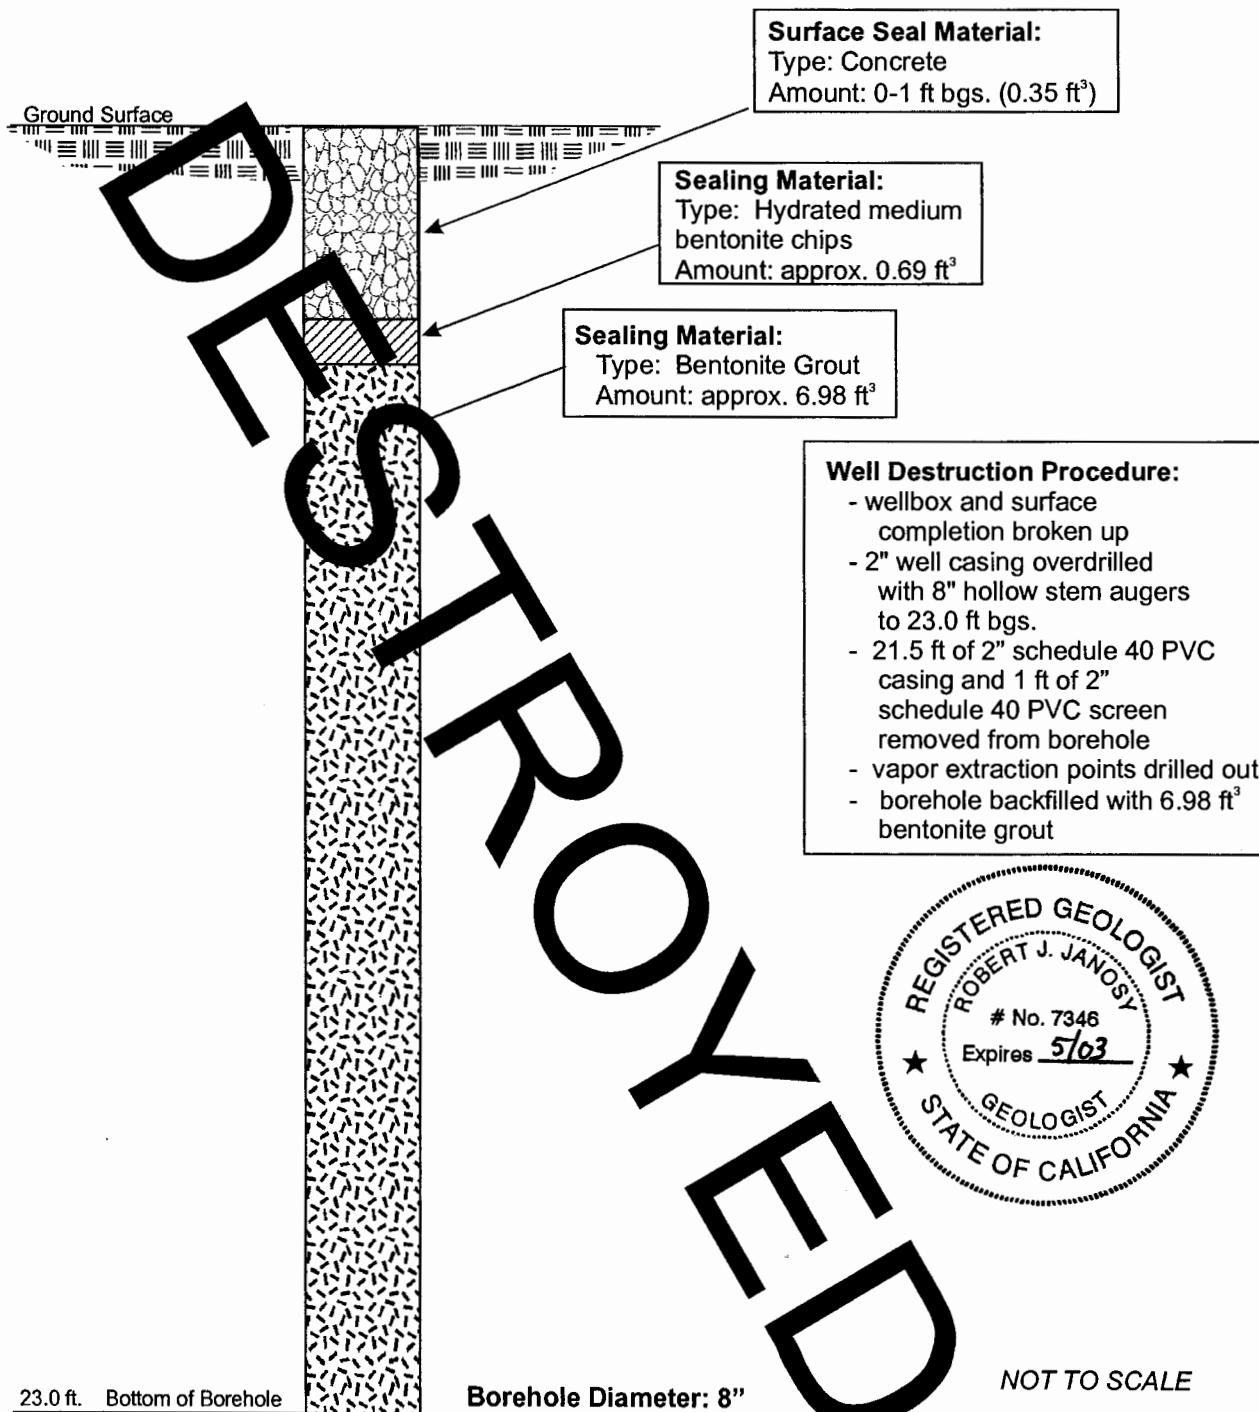 Surface Seal Material:
Type: Concrete
Amount: 0-1 ft bgs. (0.35 ft³)
Ground Surface
Sealing Material:
Type: Hydrated medium
bentonite chips
Amount: approx. 0.69 ft³
Sealing Material:
Type: Bentonite Grout
Amount: approx. 6.98 ft³
DESTROYED
Well Destruction Procedure:
- wellbox and surface
completion broken up
- 2" well casing overdrilled
with 8" hollow stem augers
to 23.0 ft bgs.
- 21.5 ft of 2" schedule 40 PVC
casing and 1 ft of 2"
schedule 40 PVC screen
removed from borehole
- vapor extraction points drilled out
- borehole backfilled with 6.98 ft³
bentonite grout
REGISTERED GEOLOGIST
ROBERT J. JANOSY
# No. 7346
Expires 5/03
GEOLOGIST
STATE OF CALIFORNIA
NOT TO SCALE
23.0 ft. Bottom of Borehole
Borehole Diameter: 8"